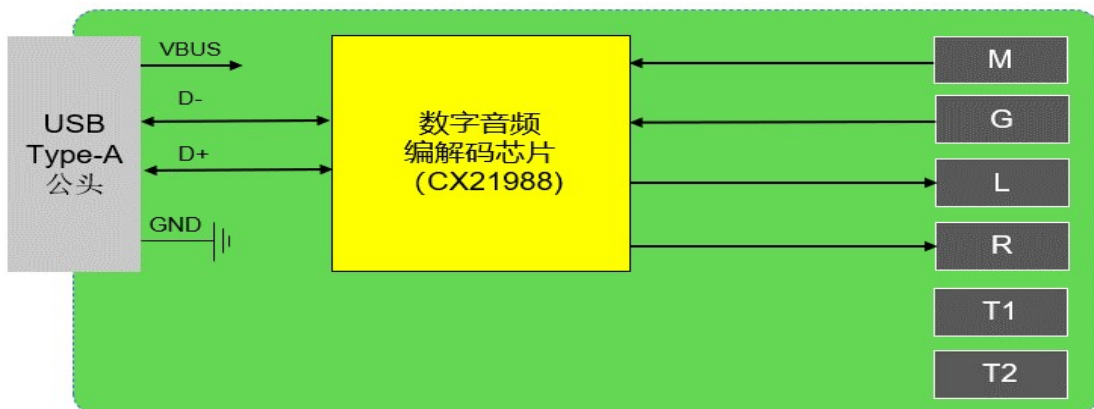 VBUS
D-
D+
GND
USB
Type-A
公头
数字音频
编解码芯片
（CX21988)
M
G
L
R
T1
T2